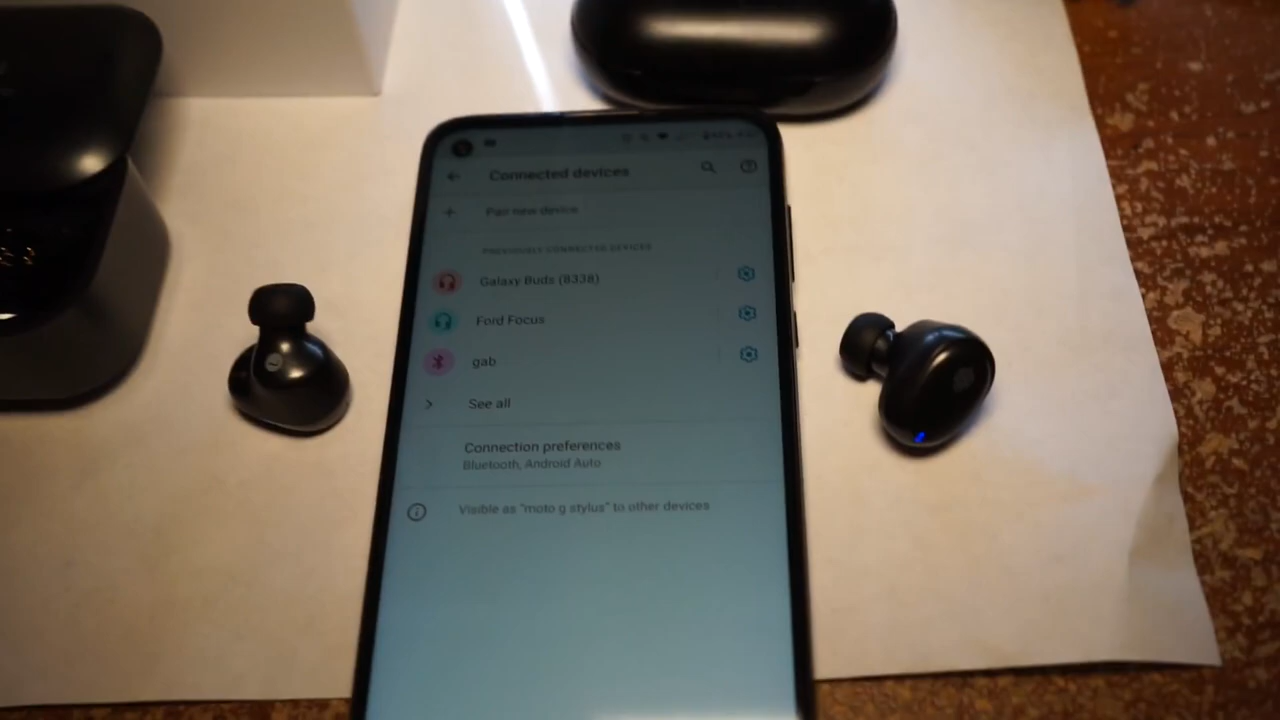 Connected devices
Pair new device
PREVIOUSLY CONNECTED DEVICES
Galaxy Buds (8338)
Ford Focus
gab
See all
Connection preferences
Bluetooth, Android Auto
Visible as "moto g stylus" to other devices